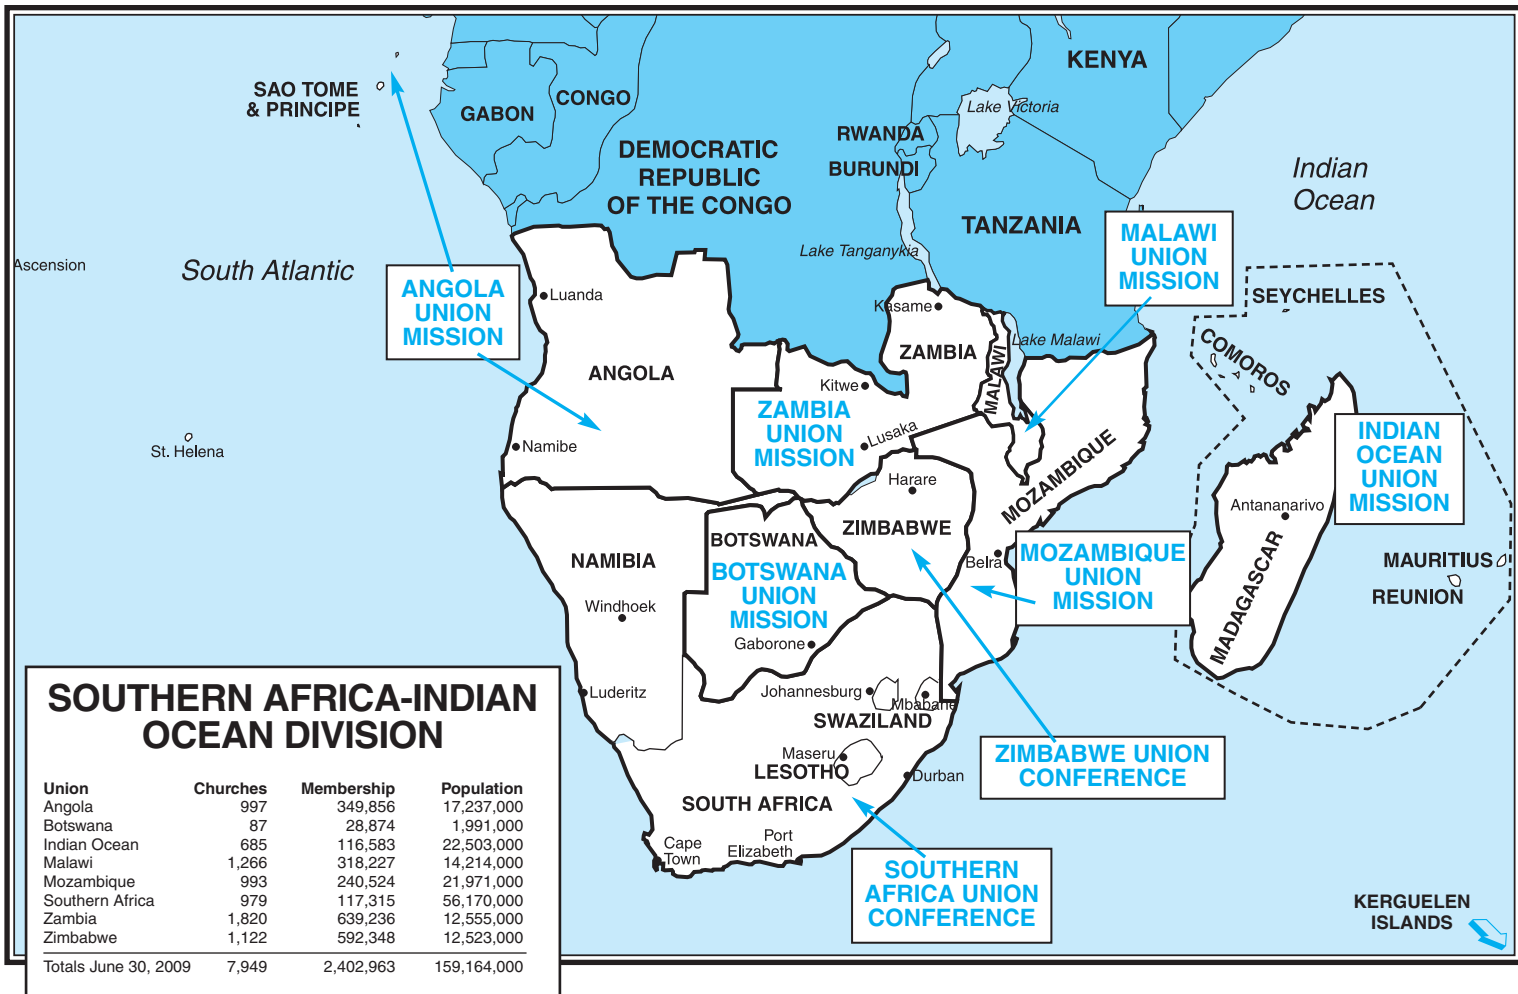 KENYA
SAO TOME
& PRINCIPE
GABON
CONGO
Lake Victoria
RWANDA
BURUNDI
DEMOCRATIC
REPUBLIC
OF THE CONGO
Indian
Ocean
TANZANIA
MALAWI
UNION
MISSION
Lake Tanganykia
Ascension
South Atlantic
ANGOLA
UNION
MISSION
Luanda
Kasame
SEYCHELLES
COMOROS
Lake Malawi
ZAMBIA
MALAWI
ANGOLA
Kitwe
ZAMBIA
UNION
MISSION
Lusaka
Namibe
St. Helena
MOZAMBIQUE
INDIAN
OCEAN
UNION
MISSION
Harare
Antananarivo
ZIMBABWE
BOTSWANA
NAMIBIA
BOTSWANA
UNION
MISSION
Belra
MOZAMBIQUE
UNION
MISSION
MAURITIUS
REUNION
MADAGASCAR
Windhoek
Gaborone
Luderitz
Johannesburg
Mbabane
SWAZILAND
Maseru
LESOTHO
Durban
ZIMBABWE UNION
CONFERENCE
SOUTH AFRICA
Cape
Town
Port
Elizabeth
SOUTHERN
AFRICA UNION
CONFERENCE
KERGUELEN
ISLANDS
SOUTHERN AFRICA-INDIAN
OCEAN DIVISION
Union Churches Membership Population
Angola 997 349,856 17,237,000
Botswana 87 28,874 1,991,000
Indian Ocean 685 116,583 22,503,000
Malawi 1,266 318,227 14,214,000
Mozambique 993 240,524 21,971,000
Southern Africa 979 117,315 56,170,000
Zambia 1,820 639,236 12,555,000
Zimbabwe 1,122 592,348 12,523,000
Totals June 30, 2009 7,949 2,402,963 159,164,000